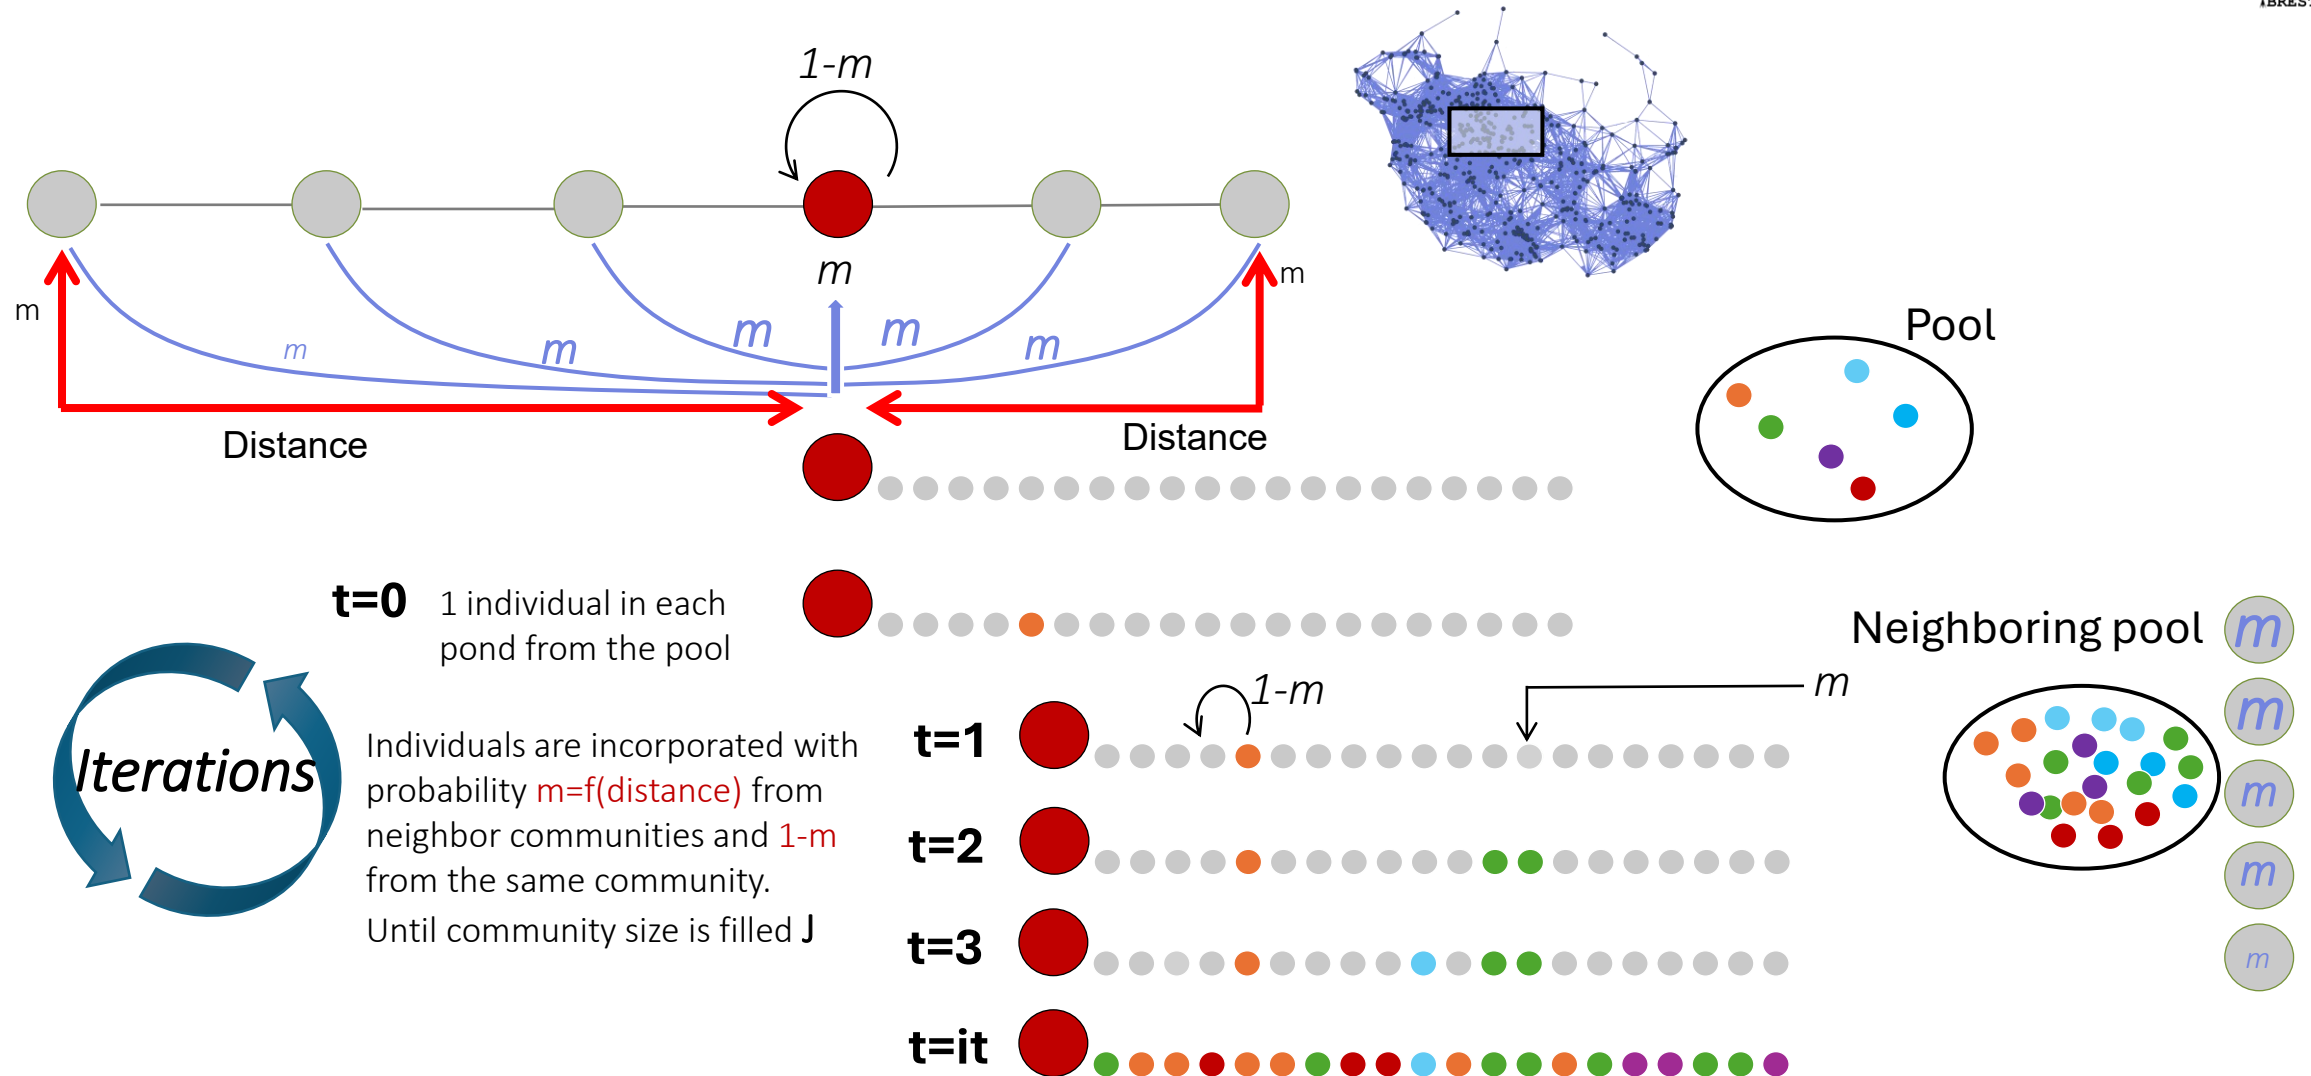 1-m
m
m
m
m
m
m
m
m
m
Distance
Distance
Pool
t=0
1 individual in each
pond from the pool
Neighboring pool
m
m
m
m
m
Iterations
Individuals are incorporated with
probability m=f(distance) from
neighbor communities and 1-m
from the same community.
Until community size is filled J
1-m
m
t=1
t=2
t=3
t=it